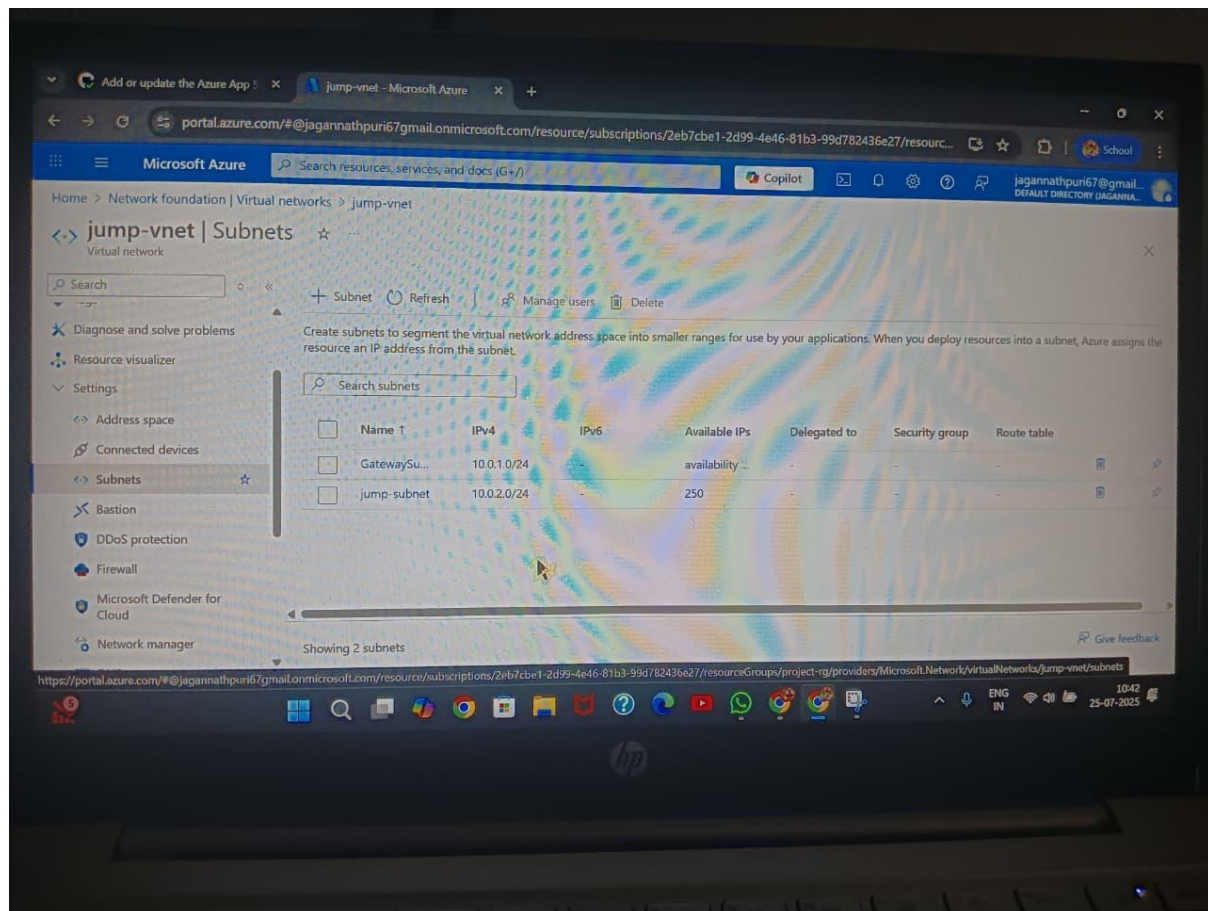 Add or update the Azure App S
jump-vnet - Microsoft Azure
portal.azure.com/#@jagannathpuri67gmail.onmicrosoft.com/resource/subscriptions/2eb7cbe1-2d99-4e46-81b3-99d782436e27/resourc...
School
Microsoft Azure
Search resources, services, and docs (G+/)
Copilot
jagannathpuri67@gmail...
DEFAULT DIRECTORY (JAGANNA...
Home > Network foundation | Virtual networks > jump-vnet
jump-vnet | Subnets
Virtual network
Search
+ Subnet Refresh Manage users Delete
Diagnose and solve problems
Resource visualizer
Settings
Address space
Connected devices
Subnets
Bastion
DDoS protection
Firewall
Microsoft Defender for
Cloud
Network manager
Create subnets to segment the virtual network address space into smaller ranges for use by your applications. When you deploy resources into a subnet, Azure assigns the
resource an IP address from the subnet.
Search subnets
Name ↑ IPv4 IPv6 Available IPs Delegated to Security group Route table
GatewaySu... 10.0.1.0/24 - availability ... - - -
jump-subnet 10.0.2.0/24 - 250 - - -
Showing 2 subnets
Give feedback
https://portal.azure.com/#@jagannathpuri67gmail.onmicrosoft.com/resource/subscriptions/2eb7cbe1-2d99-4e46-81b3-99d782436e27/resourceGroups/project-rg/providers/Microsoft.Network/virtualNetworks/jump-vnet/subnets
5
ENG
IN
10:42
25-07-2025
hp